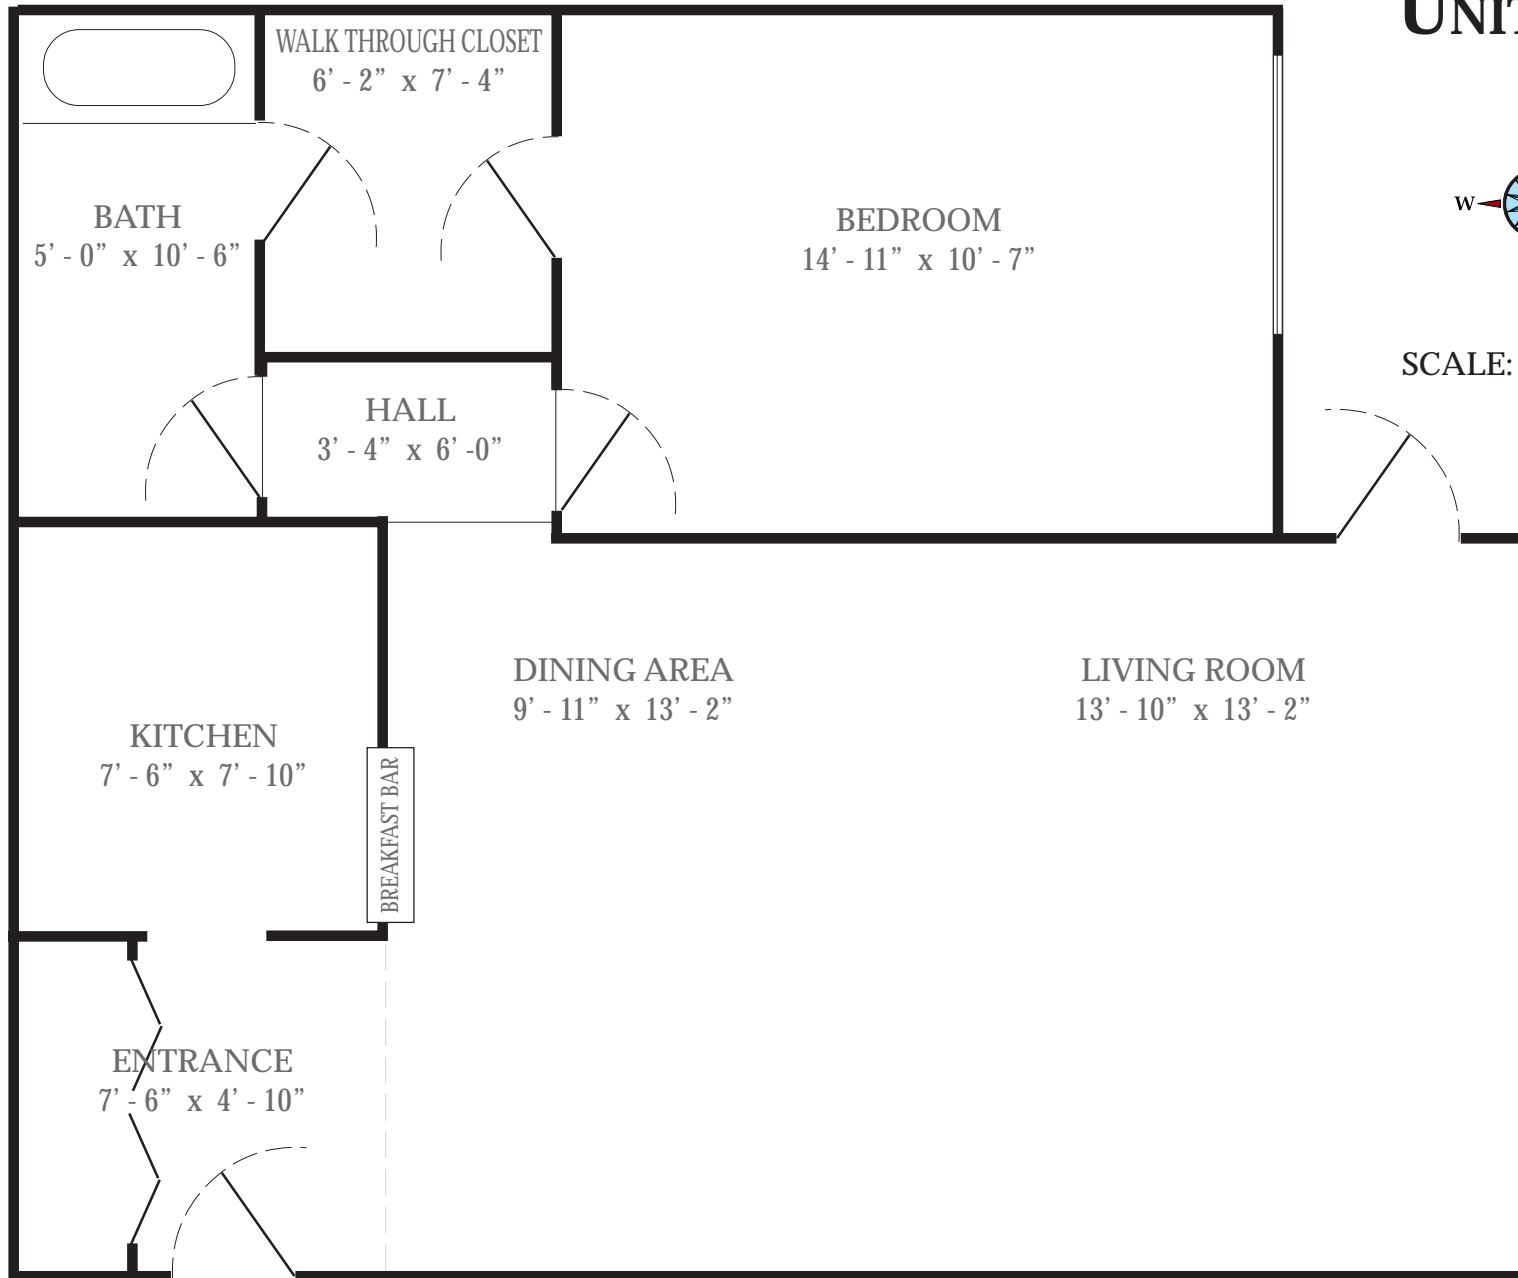 WALK THROUGH CLOSET
6’ - 2” x 7’ - 4”
BATH
5’ - 0” x 10’ - 6”
BEDROOM
14’ - 11” x 10’ - 7”
W
SCALE:
HALL
3’ - 4” x 6’ -0”
DINING AREA
9’ - 11” x 13’ - 2”
LIVING ROOM
13’ - 10” x 13’ - 2”
KITCHEN
7’ - 6” x 7’ - 10”
BREAKFAST BAR
ENTRANCE
7’ - 6” x 4’ - 10”